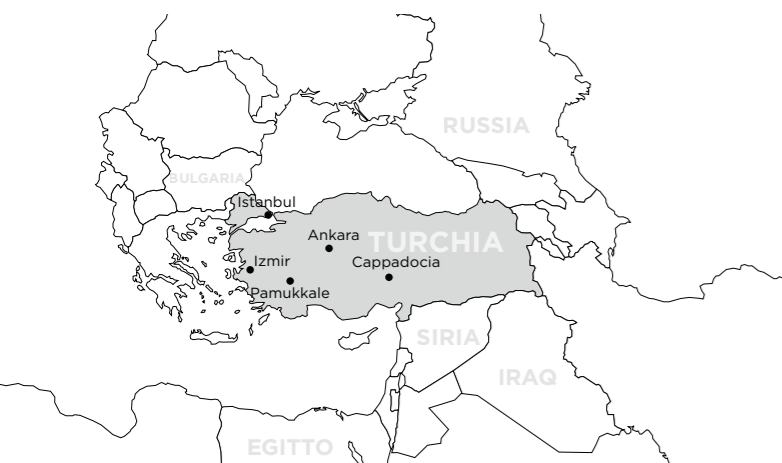 RUSSIA
BULGARIA
Istanbul
Ankara
TURCHIA
Izmir
Cappadocia
Pamukkale
SIRIA
IRAQ
EGITTO